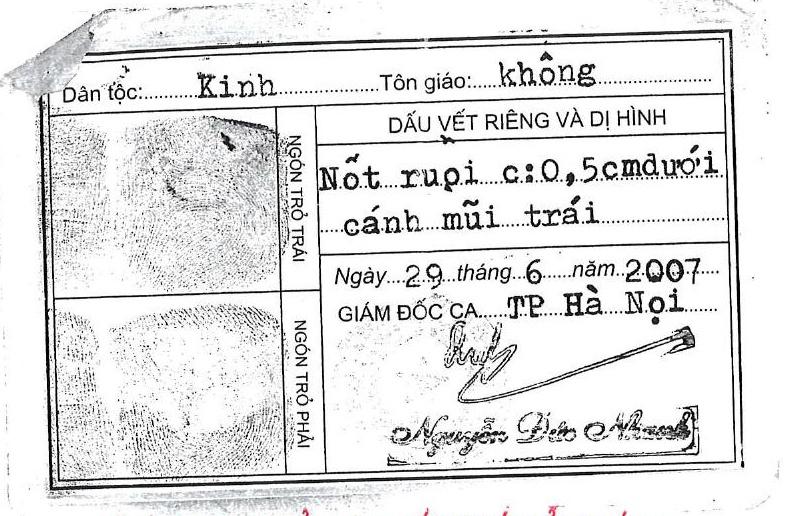 Dân tộc:........Kinh................Tôn giáo:....không................
DẤU VẾT RIÊNG VÀ DỊ HÌNH
NGÓN TRỎ TRÁI
Nốt ruồi c:0,5cmdưới
cánh mũi trái
Ngày...29..tháng..6....năm..2007...
GIÁM ĐỐC CA....TP Hà Nội
NGÓN TRỎ PHẢI
Nguyễn Đức Nhanh